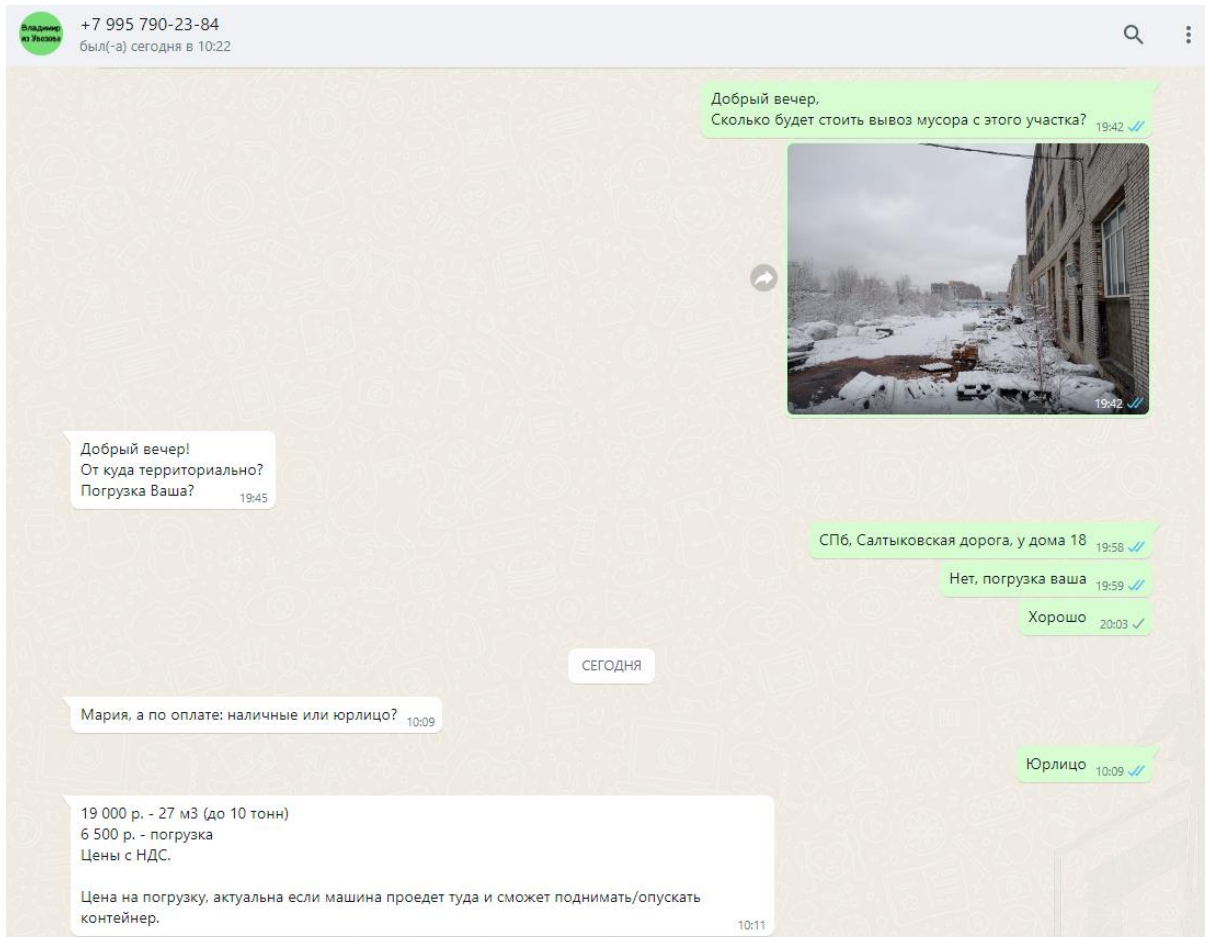 Владимир
из Увозова
+7 995 790-23-84
был(-а) сегодня в 10:22
Добрый вечер,
Сколько будет стоить вывоз мусора с этого участка? 19:42
19:42
Добрый вечер!
От куда территориально?
Погрузка Ваша? 19:45
СПб, Салтыковская дорога, у дома 18 19:58
Нет, погрузка ваша 19:59
Хорошо 20:03
СЕГОДНЯ
Мария, а по оплате: наличные или юрлицо? 10:09
Юрлицо 10:09
19 000 р. - 27 м3 (до 10 тонн)
6 500 р. - погрузка
Цены с НДС.
Цена на погрузку, актуальна если машина проедет туда и сможет поднимать/опускать
контейнер. 10:11